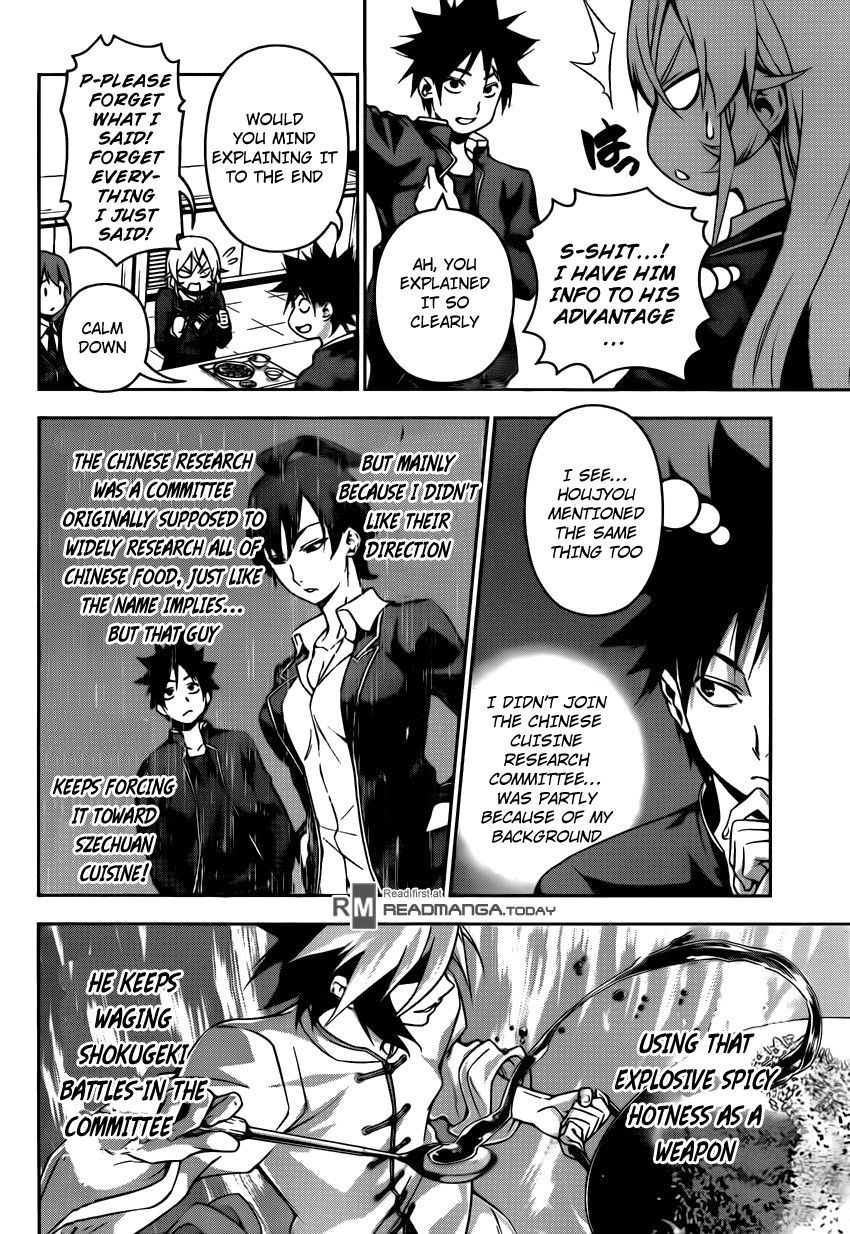 S-SHIT...!
I HAVE HIM
INFO TO HIS
ADVANTAGE
...
はっ
AH, YOU
EXPLAINED
IT SO
CLEARLY
WOULD
YOU MIND
EXPLAINING IT
TO THE END
P-PLEASE
FORGET
WHAT I
SAID!
FORGET
EVERY-
THING
I JUST
SAID!
CALM
DOWN
I SEE...
HOUJYOU
MENTIONED
THE SAME
THING TOO
I DIDN'T JOIN
THE CHINESE
CUISINE
RESEARCH
COMMITTEE...
WAS PARTLY
BECAUSE OF MY
BACKGROUND
BUT MAINLY
BECAUSE I DIDN'T
LIKE THEIR
DIRECTION
THE CHINESE RESEARCH
WAS A COMMITTEE
ORIGINALLY SUPPOSED TO
WIDELY RESEARCH ALL OF
CHINESE FOOD, JUST LIKE
THE NAME IMPLIES...
BUT THAT GUY
KEEPS FORCING
IT TOWARD
SZECHUAN
CUISINE!
RM
Read first at
READMANGA.TODAY
USING THAT
EXPLOSIVE SPICY
HOTNESS AS A
WEAPON
HE KEEPS
WAGING
SHOKUGEKI
BATTLES IN THE
COMMITTEE